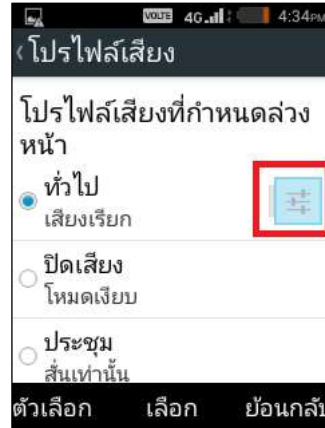 VOLTE 4G 4:34PM
โปรไฟล์เสียง
โปรไฟล์เสียงที่กำหนดล่วง
หน้า
ทั่วไป
เสียงเรียก
ปิดเสียง
โหมดเงียบ
ประชุม
สั่นเท่านั้น
ตัวเลือก เลือก ย้อนกลับ